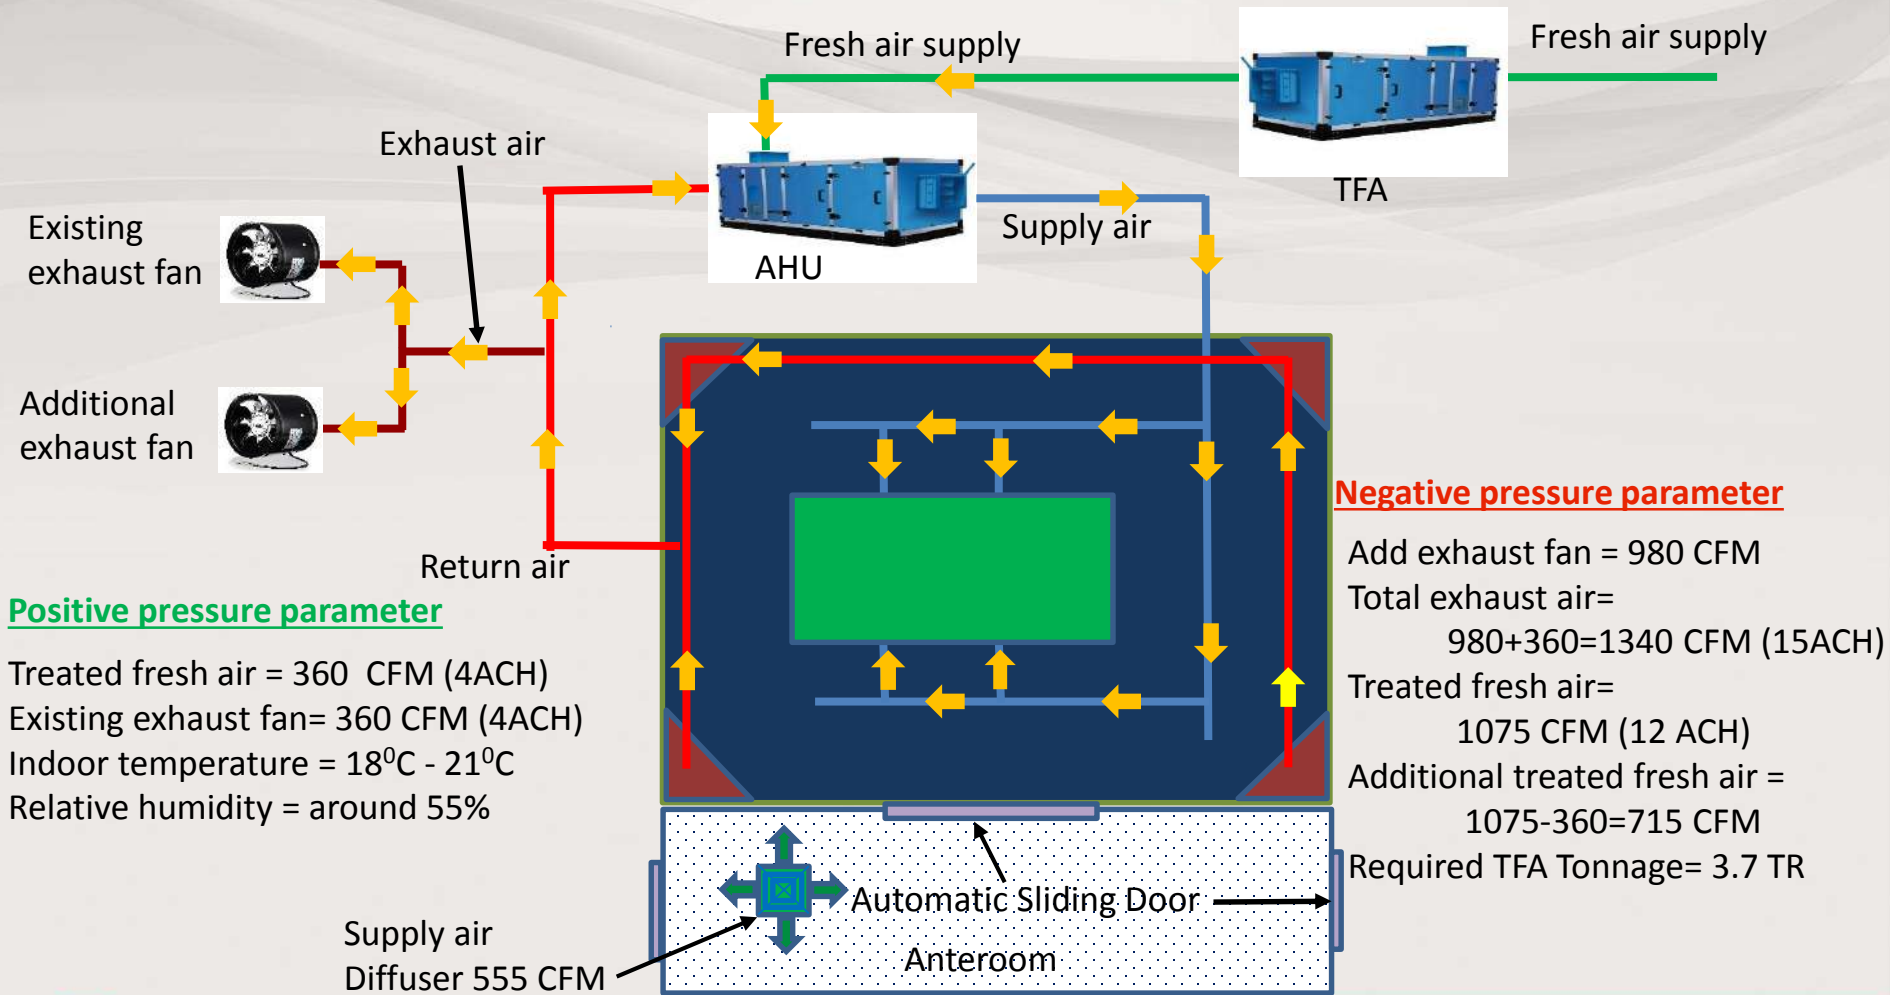 Fresh air supply
Fresh air supply
TFA
Exhaust air
AHU
Supply air
Existing
exhaust fan
Additional
exhaust fan
Return air
Positive pressure parameter
Treated fresh air = 360 CFM (4ACH)
Existing exhaust fan= 360 CFM (4ACH)
Indoor temperature = 18⁰C - 21⁰C
Relative humidity = around 55%
Negative pressure parameter
Add exhaust fan = 980 CFM
Total exhaust air=
980+360=1340 CFM (15ACH)
Treated fresh air=
1075 CFM (12 ACH)
Additional treated fresh air =
1075-360=715 CFM
Required TFA Tonnage= 3.7 TR
Automatic Sliding Door
Anteroom
Supply air
Diffuser 555 CFM